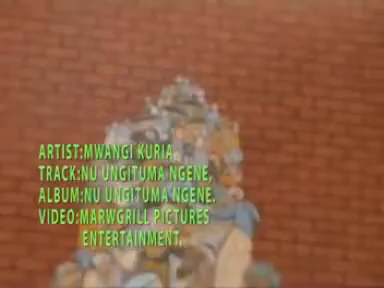 ARTIST:MWANGI KURIA,
TRACK:NU UNGITUMA NGENE,
ALBUM:NU UNGITUMA NGENE.
VIDEO:MARWGRILL PICTURES
ENTERTAINMENT.